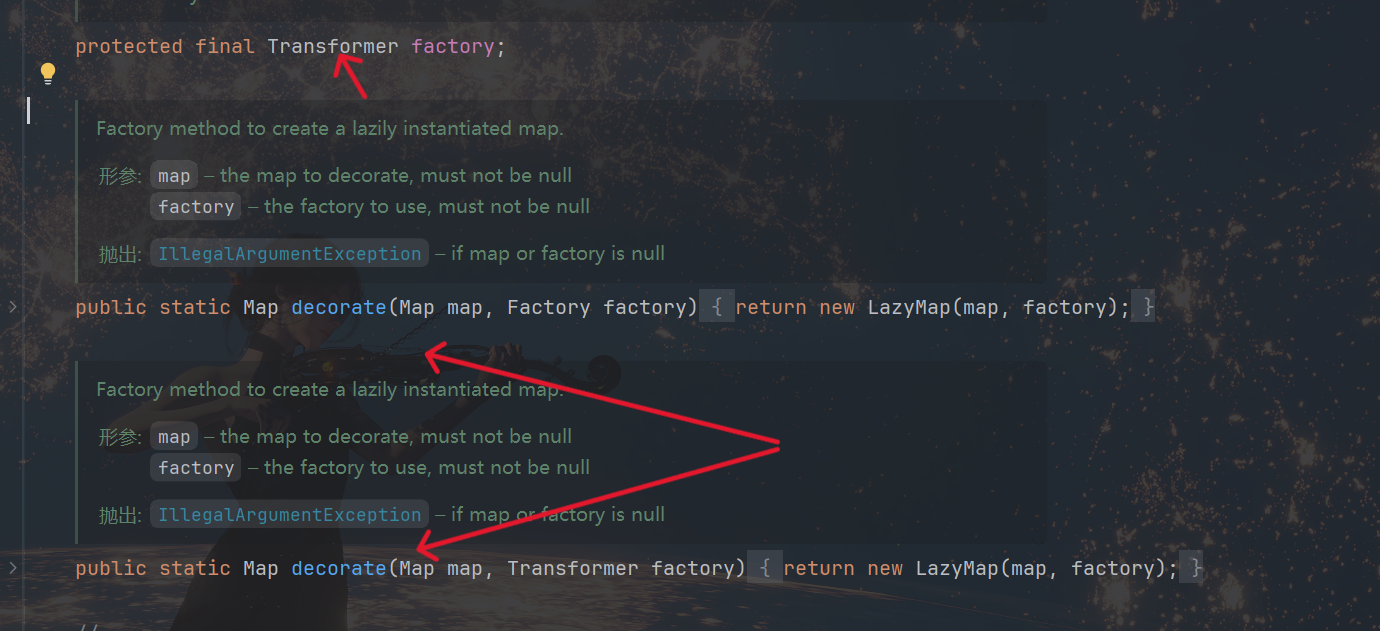 protected final Transformer factory;
Factory method to create a lazily instantiated map.
形参: map – the map to decorate, must not be null
factory – the factory to use, must not be null
抛出: IllegalArgumentException – if map or factory is null
public static Map decorate(Map map, Factory factory) { return new LazyMap(map, factory); }
Factory method to create a lazily instantiated map.
形参: map – the map to decorate, must not be null
factory – the factory to use, must not be null
抛出: IllegalArgumentException – if map or factory is null
public static Map decorate(Map map, Transformer factory) { return new LazyMap(map, factory); }